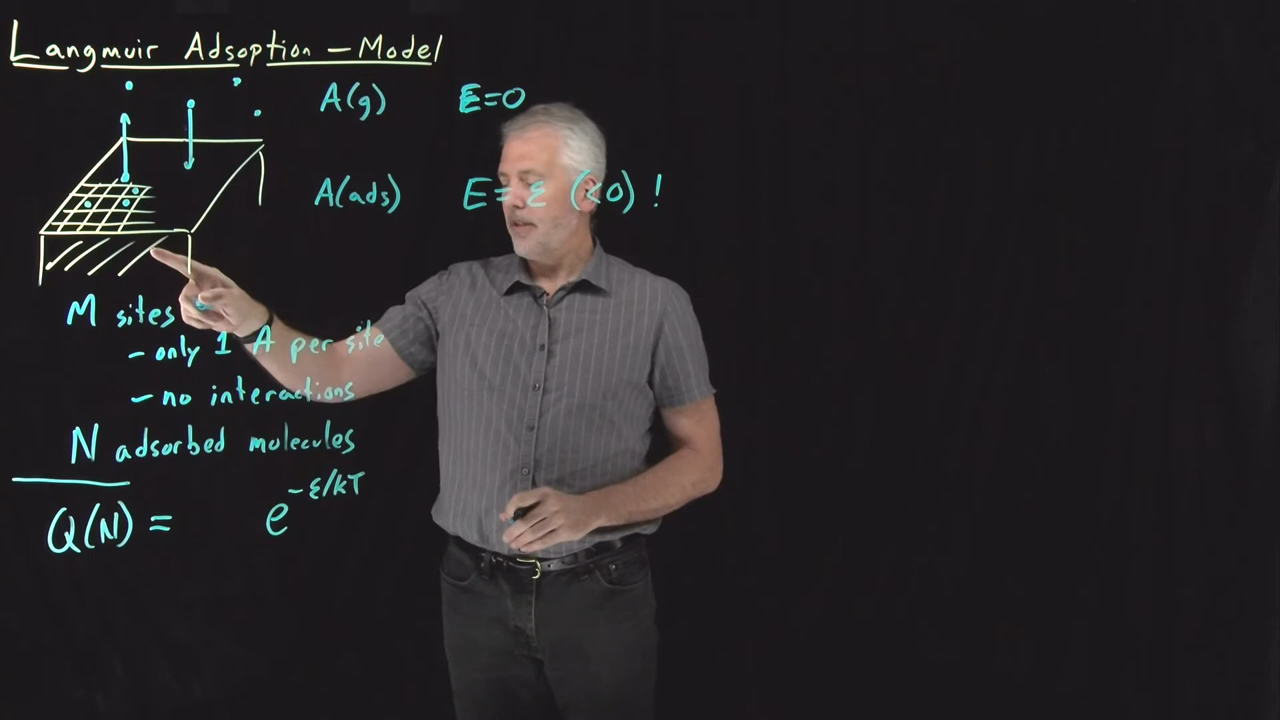 Langmuir Adsoption – Model
A(g) E=0
A(ads) E=ε (<0) !
M sites
- only 1 A per site
- no interactions
N adsorbed molecules
Q(N) = e^-ε/kT